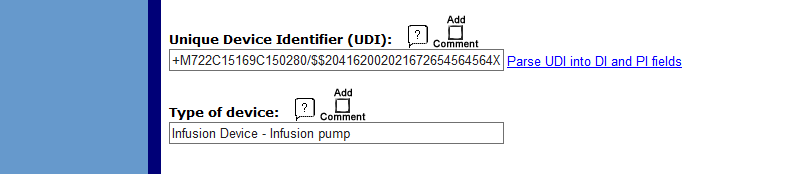 Add
Unique Device Identifier (UDI): ? Comment
+M722C15169C150280/$$204162002021672654564564X Parse UDI into DI and PI fields
Add
Type of device: ? Comment
Infusion Device - Infusion pump